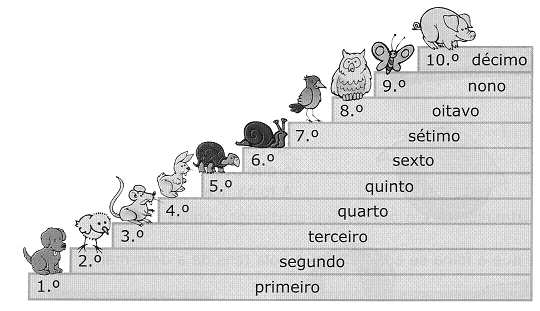 10.º décimo
9.º nono
8.º oitavo
7.º sétimo
6.º sexto
5.º quinto
4.º quarto
3.º terceiro
2.º segundo
1.º primeiro